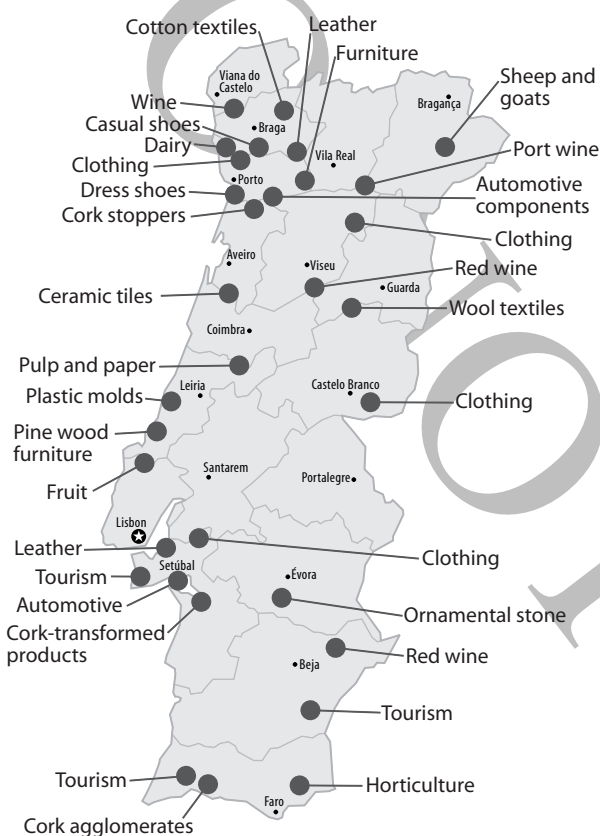 Cotton textiles
Leather
Furniture
Viana do
Castelo
Sheep and
goats
Wine
Bragança
Casual shoes
Braga
Dairy
Vila Real
Port wine
Clothing
Porto
Dress shoes
Automotive
components
Cork stoppers
Clothing
Aveiro
Viseu
Red wine
Guarda
Ceramic tiles
Wool textiles
Coimbra
Pulp and paper
Leiria
Castelo Branco
Plastic molds
Clothing
Pine wood
furniture
Santarem
Portalegre
Fruit
Lisbon
Leather
Clothing
Setúbal
Tourism
Évora
Automotive
Ornamental stone
Cork-transformed
products
Red wine
Beja
Tourism
Tourism
Horticulture
Faro
Cork agglomerates